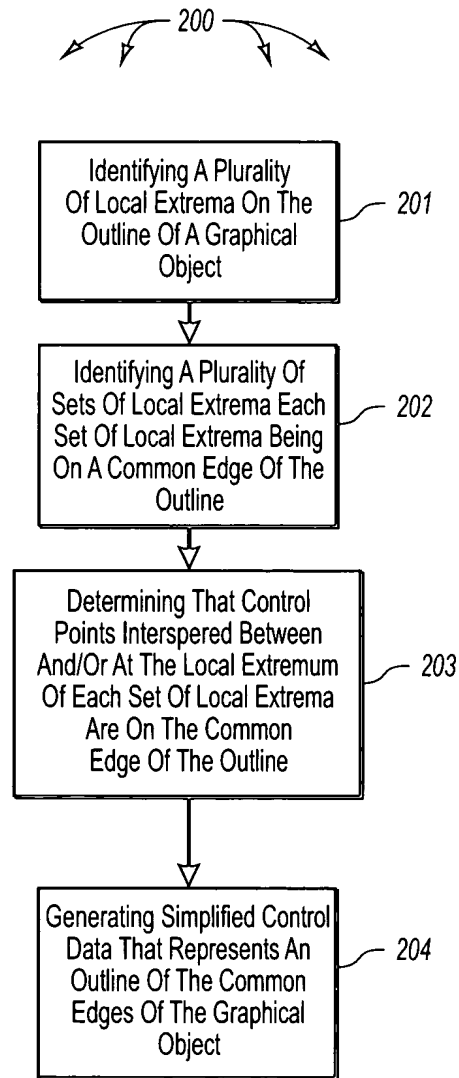 200
Identifying A Plurality
Of Local Extrema On The
Outline Of A Graphical
Object
201
Identifying A Plurality Of
Sets Of Local Extrema Each
Set Of Local Extrema Being
On A Common Edge Of The
Outline
202
Determining That Control
Points Interspered Between
And/Or At The Local Extremum
Of Each Set Of Local Extrema
Are On The Common
Edge Of The Outline
203
Generating Simplified Control
Data That Represents An
Outline Of The Common
Edges Of The Graphical
Object
204